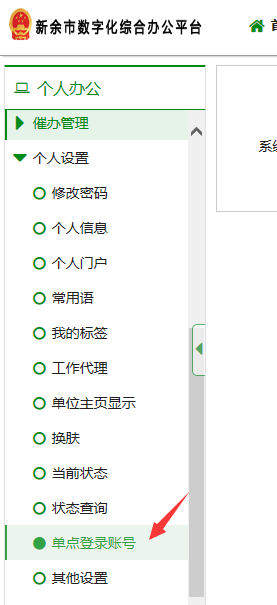 新余市数字化综合办公平台
个人办公
催办管理
个人设置
修改密码
个人信息
个人门户
常用语
我的标签
工作代理
单位主页显示
换肤
当前状态
状态查询
单点登录账号
其他设置